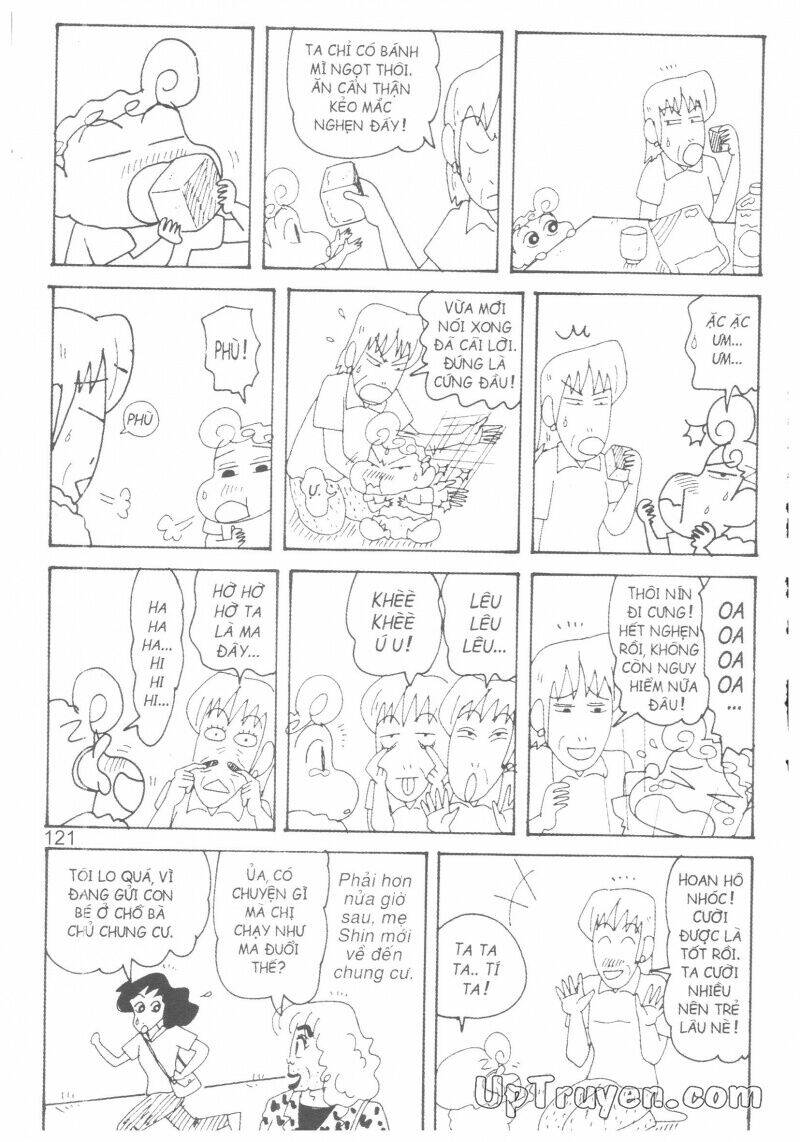 TA CHỈ CÓ BÁNH
MÌ NGỌT THÔI.
ĂN CẨN THẬN
KẺO MẮC
NGHẸN ĐẤY!
ẶC ẶC
UM...
UM...
VỪA MỚI
NÓI XONG
ĐÃ CÃI LỜI.
ĐÚNG LÀ
CỨNG ĐẦU!
Ư..
PHÙ!
PHÙ
OA
OA
OA
OA
...
THÔI NÍN
ĐI CƯNG!
HẾT NGHẸN
RỒI, KHÔNG
CÒN NGUY
HIỂM NỮA
ĐÂU!
LÊU
LÊU
LÊU...
KHÈÈ
KHÈÈ
Ú U!
HỜ HỜ
HỜ TA
LÀ MA
ĐÂY...
HA
HA
HA...
HI
HI
HI...
121
HOAN HÔ
NHÓC!
CƯỜI
ĐƯỢC LÀ
TỐT RỒI.
TA CƯỜI
NHIỀU
NÊN TRẺ
LÂU NÈ!
TA TA
TA.. TÍ
TA!
Phải hơn
nửa giờ
sau, mẹ
Shin mới
về đến
chung cư.
ỦA, CÓ
CHUYỆN GÌ
MÀ CHỊ
CHẠY NHƯ
MA ĐUỔI
THẾ?
TÔI LO QUÁ, VÌ
ĐANG GỬI CON
BÉ Ở CHỖ BÀ
CHỦ CHUNG CƯ.
UpTruyen.com